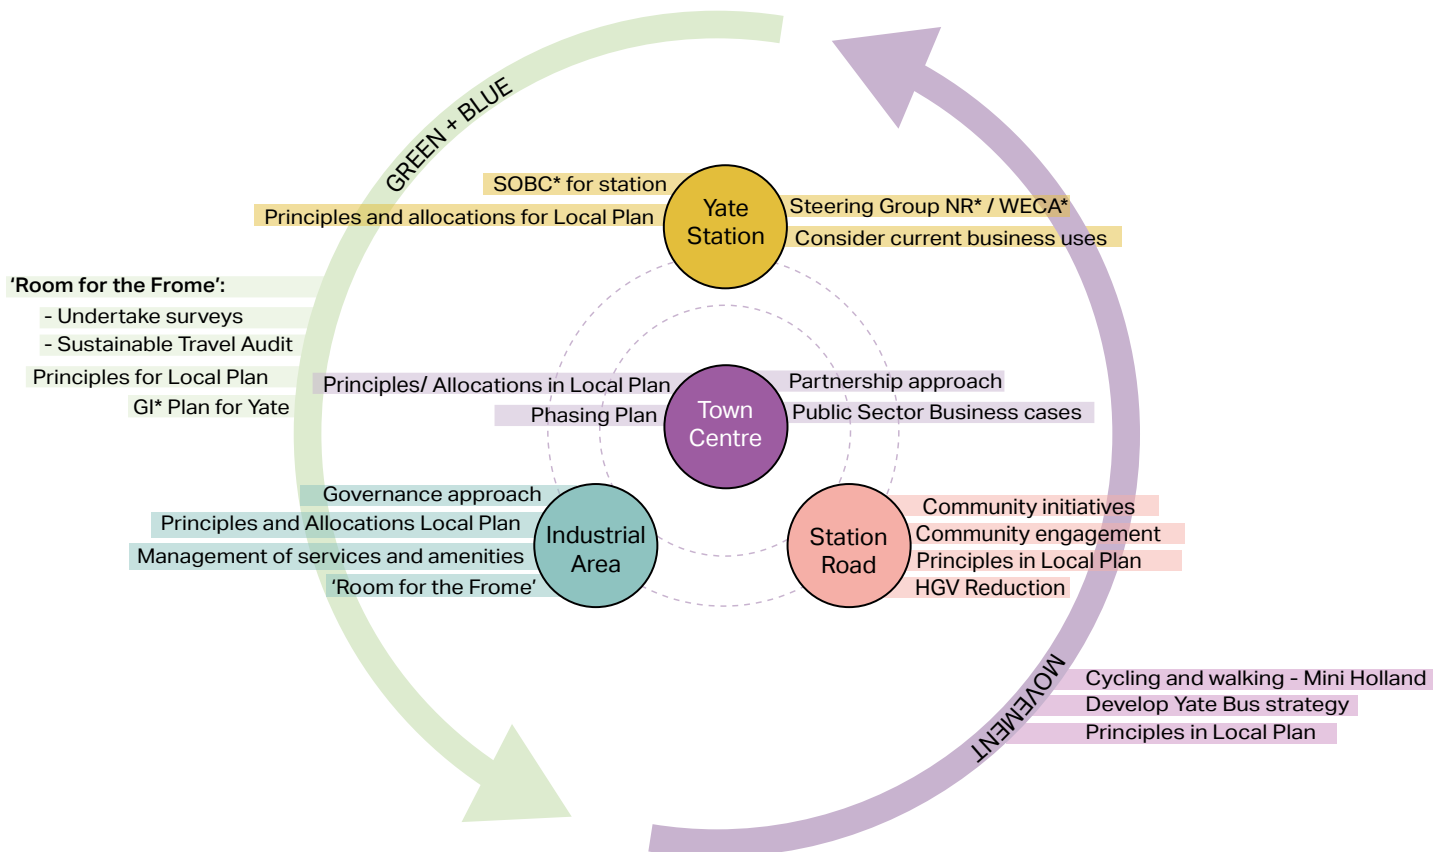 GREEN + BLUE
SOBC* for station
Principles and allocations for Local Plan
Yate
Station
Steering Group NR* / WECA*
Consider current business uses
‘Room for the Frome’:
- Undertake surveys
- Sustainable Travel Audit
Principles for Local Plan
GI* Plan for Yate
Principles/ Allocations in Local Plan
Phasing Plan
Town
Centre
Partnership approach
Public Sector Business cases
Governance approach
Principles and Allocations Local Plan
Management of services and amenities
‘Room for the Frome’
Industrial
Area
Station
Road
Community initiatives
Community engagement
Principles in Local Plan
HGV Reduction
MOVEMENT
Cycling and walking - Mini Holland
Develop Yate Bus strategy
Principles in Local Plan